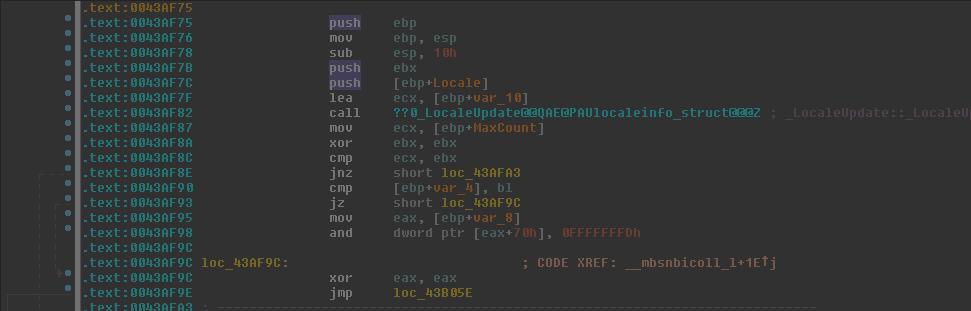 .text:0043AF75
.text:0043AF75 push ebp
.text:0043AF76 mov ebp, esp
.text:0043AF78 sub esp, 10h
.text:0043AF7B push ebx
.text:0043AF7C push [ebp+Locale]
.text:0043AF7F lea ecx, [ebp+var_10]
.text:0043AF82 call ??0_LocaleUpdate@@QAE@PAUlocaleinfo_struct@@@Z ; _LocaleUpdate::_LocaleUp
.text:0043AF87 mov ecx, [ebp+MaxCount]
.text:0043AF8A xor ebx, ebx
.text:0043AF8C cmp ecx, ebx
.text:0043AF8E jnz short loc_43AFA3
.text:0043AF90 cmp [ebp+var_4], bl
.text:0043AF93 jz short loc_43AF9C
.text:0043AF95 mov eax, [ebp+var_8]
.text:0043AF98 and dword ptr [eax+70h], 0FFFFFFFDh
.text:0043AF9C
.text:0043AF9C loc_43AF9C: ; CODE XREF: __mbsnbicoll_l+1E↑j
.text:0043AF9C xor eax, eax
.text:0043AF9E jmp loc_43B05E
.text:0043AFA3 ; ---------------------------------------------------------------------------